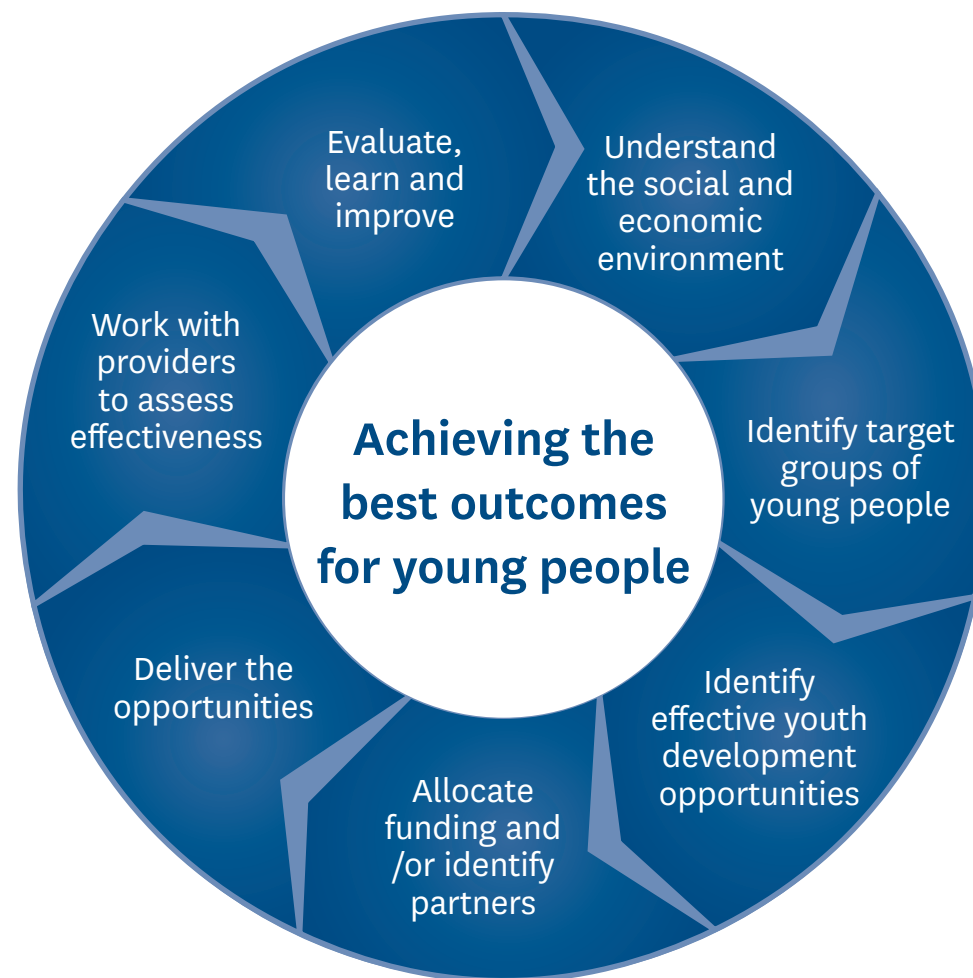 Evaluate,
learn and
improve
Understand
the social and
economic
environment
Identify target
groups of
young people
Identify
effective youth
development
opportunities
Allocate
funding and
/or identify
partners
Deliver the
opportunities
Work with
providers
to assess
effectiveness
Achieving the
best outcomes
for young people